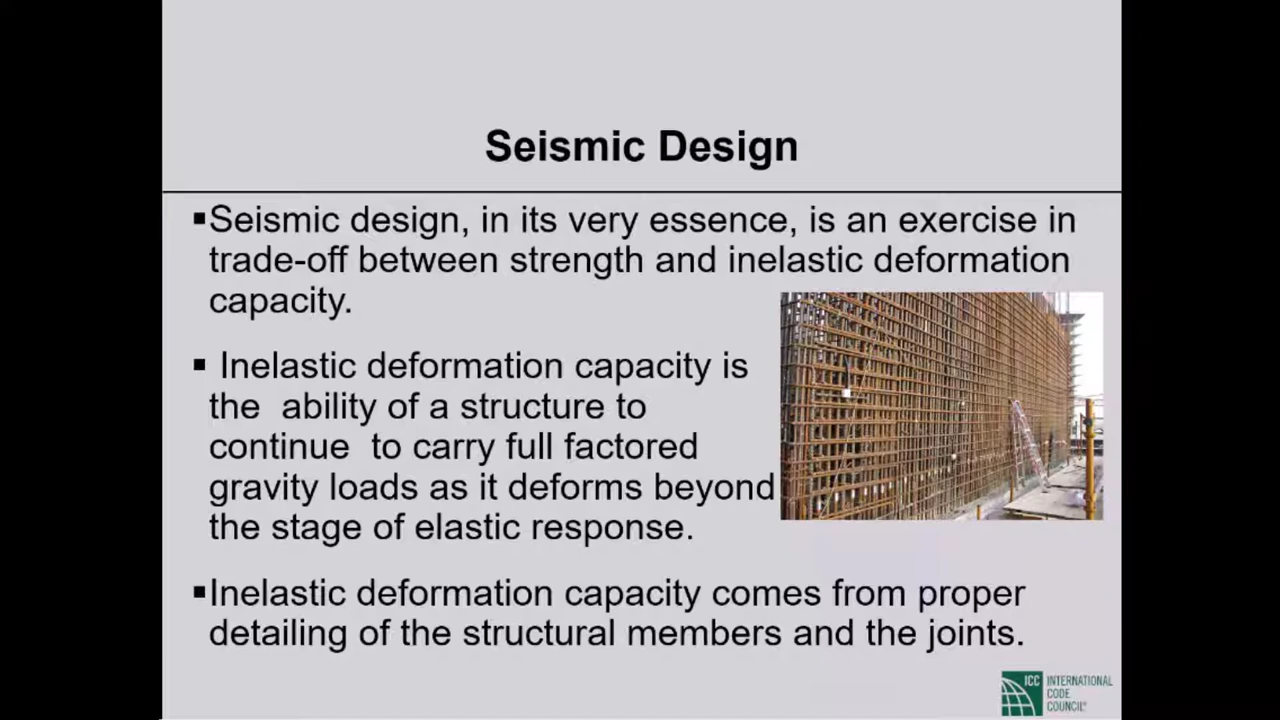 Seismic Design
▪Seismic design, in its very essence, is an exercise in
trade-off between strength and inelastic deformation
capacity.
▪ Inelastic deformation capacity is
the ability of a structure to
continue to carry full factored
gravity loads as it deforms beyond
the stage of elastic response.
▪Inelastic deformation capacity comes from proper
detailing of the structural members and the joints.
ICC INTERNATIONAL
CODE
COUNCIL®